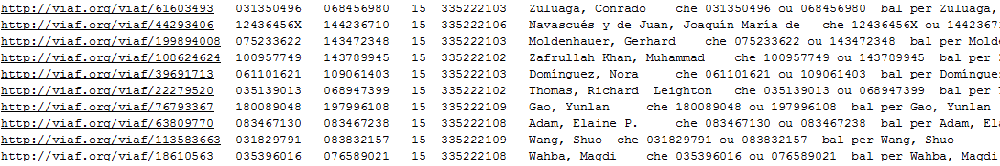 http://viaf.org/viaf/61603493 031350496 068456980 15 335222103 Zuluaga, Conrado che 031350496 ou 068456980 bal per Zuluaga,
http://viaf.org/viaf/44293406 12436456X 144236710 15 335222106 Navascués y de Juan, Joaquín María de che 12436456X ou 1442367
http://viaf.org/viaf/199894008 075233622 143472348 15 335222103 Moldenhauer, Gerhard che 075233622 ou 143472348 bal per Molde
http://viaf.org/viaf/108624624 100957749 143789945 15 335222102 Zafrullah Khan, Muhammad che 100957749 ou 143789945 bal per
http://viaf.org/viaf/39691713 061101621 109061403 15 335222103 Domínguez, Nora che 061101621 ou 109061403 bal per Domíngue
http://viaf.org/viaf/22279520 035139013 068947399 15 335222102 Thomas, Richard Leighton che 035139013 ou 068947399 bal per
http://viaf.org/viaf/76793367 180089048 197996108 15 335222109 Gao, Yunlan che 180089048 ou 197996108 bal per Gao, Yunlan
http://viaf.org/viaf/63809770 083467130 083467238 15 335222108 Adam, Elaine P. che 083467130 ou 083467238 bal per Adam, Ela
http://viaf.org/viaf/113583663 031829791 083832157 15 335222109 Wang, Shuo che 031829791 ou 083832157 bal per Wang, Shuo
http://viaf.org/viaf/18610563 035396016 076589021 15 335222108 Wahba, Magdi che 035396016 ou 076589021 bal per Wahba, Magdi